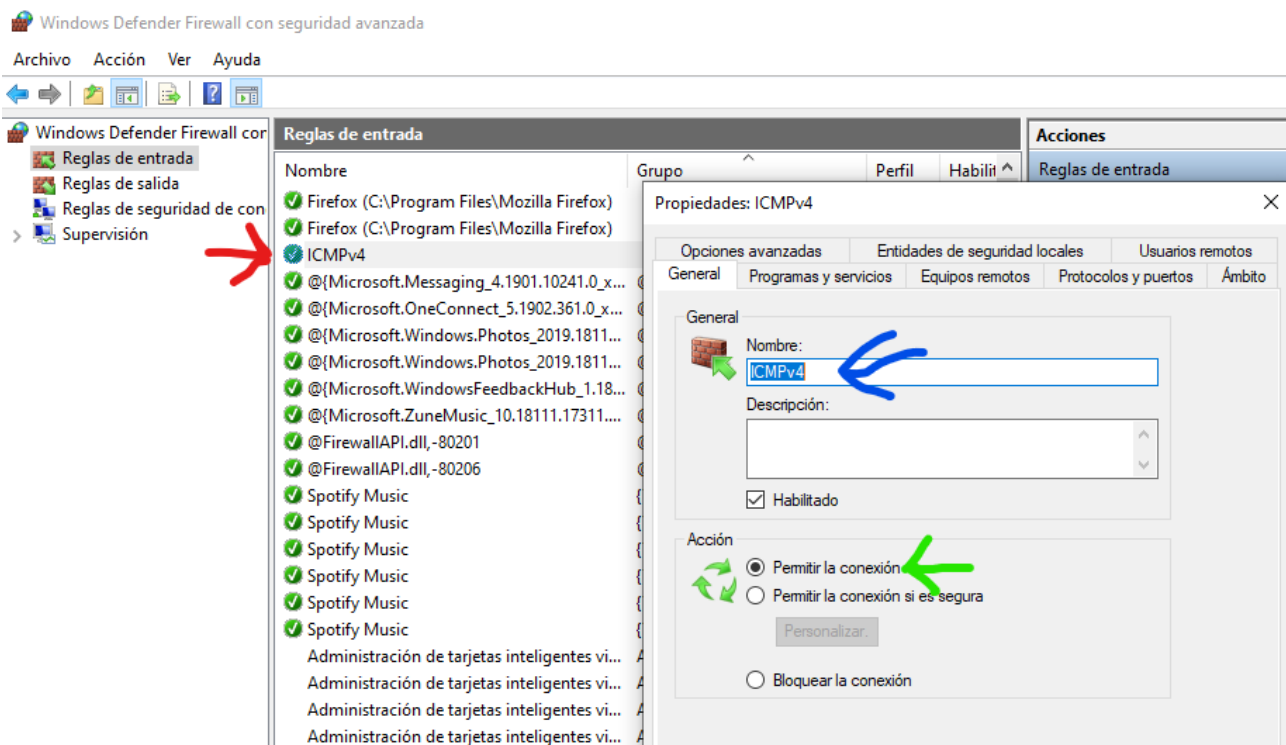 Windows Defender Firewall con seguridad avanzada
Archivo Acción Ver Ayuda
Windows Defender Firewall con
Reglas de entrada
Reglas de salida
Reglas de seguridad de con
Supervisión
Reglas de entrada
Nombre Grupo Perfil Habilit
Firefox (C:\Program Files\Mozilla Firefox)
Firefox (C:\Program Files\Mozilla Firefox)
ICMPv4
@{Microsoft.Messaging_4.1901.10241.0_x...
@{Microsoft.OneConnect_5.1902.361.0_x...
@{Microsoft.Windows.Photos_2019.1811...
@{Microsoft.Windows.Photos_2019.1811...
@{Microsoft.WindowsFeedbackHub_1.18...
@{Microsoft.ZuneMusic_10.18111.17311....
@FirewallAPI.dll,-80201
@FirewallAPI.dll,-80206
Spotify Music
Spotify Music
Spotify Music
Spotify Music
Spotify Music
Spotify Music
Administración de tarjetas inteligentes vi...
Administración de tarjetas inteligentes vi...
Administración de tarjetas inteligentes vi...
Administración de tarjetas inteligentes vi...
Acciones
Reglas de entrada
Propiedades: ICMPv4
Opciones avanzadas Entidades de seguridad locales Usuarios remotos
General Programas y servicios Equipos remotos Protocolos y puertos Ámbito
General
Nombre:
ICMPv4
Descripción:
Habilitado
Acción
Permitir la conexión
Permitir la conexión si es segura
Personalizar.
Bloquear la conexión